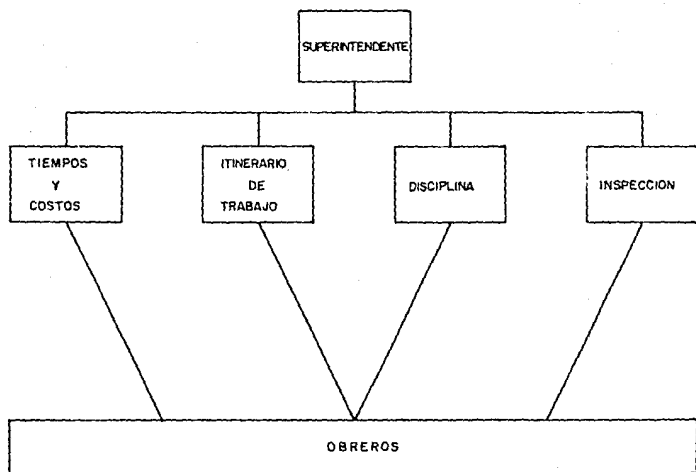 SUPERINTENDENTE
TIEMPOS
Y
COSTOS
ITINERARIO
DE
TRABAJO
DISCIPLINA
INSPECCION
OBREROS